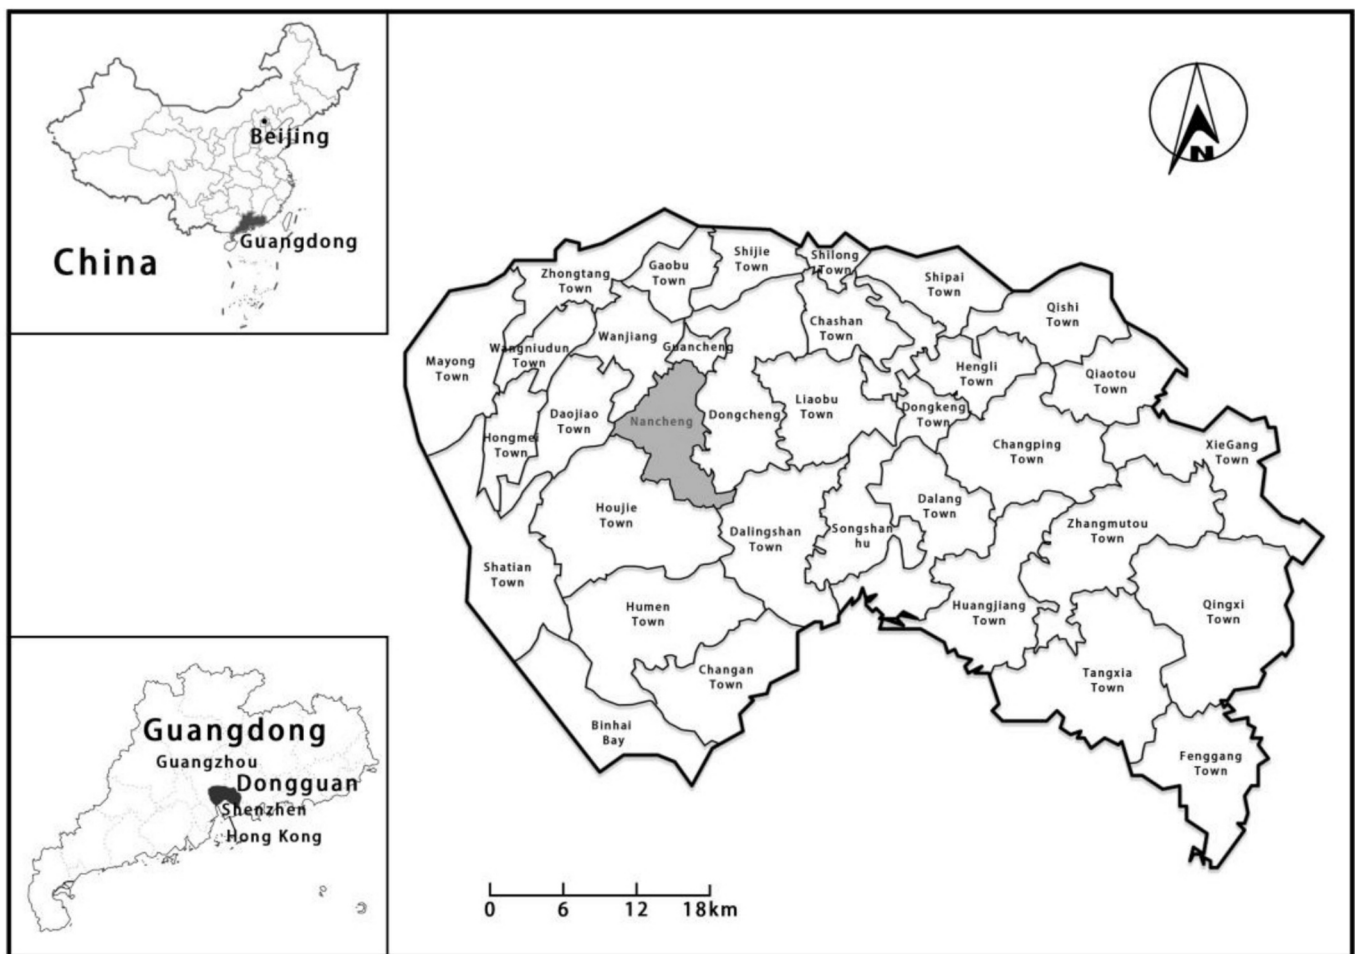 Beijing
Guangdong
China
N
Zhongtang
Town
Gaobu
Town
Shijie
Town
Shilong
Town
Shipai
Town
Qishi
Town
Mayong
Town
Wangniudun
Town
Wanjiang
Guancheng
Chashan
Town
Hengli
Town
Qiaotou
Town
Hongmei
Town
Daojiao
Town
Nancheng
Dongcheng
Liaobu
Town
Dongkeng
Town
Changping
Town
XieGang
Town
Houjie
Town
Dalingshan
Town
Songshan
hu
Dalang
Town
Zhangmutou
Town
Shatian
Town
Humen
Town
Huangjiang
Town
Qingxi
Town
Changan
Town
Tangxia
Town
Binhai
Bay
Fenggang
Town
Guangdong
Guangzhou
Dongguan
Shenzhen
Hong Kong
0 6 12 18km